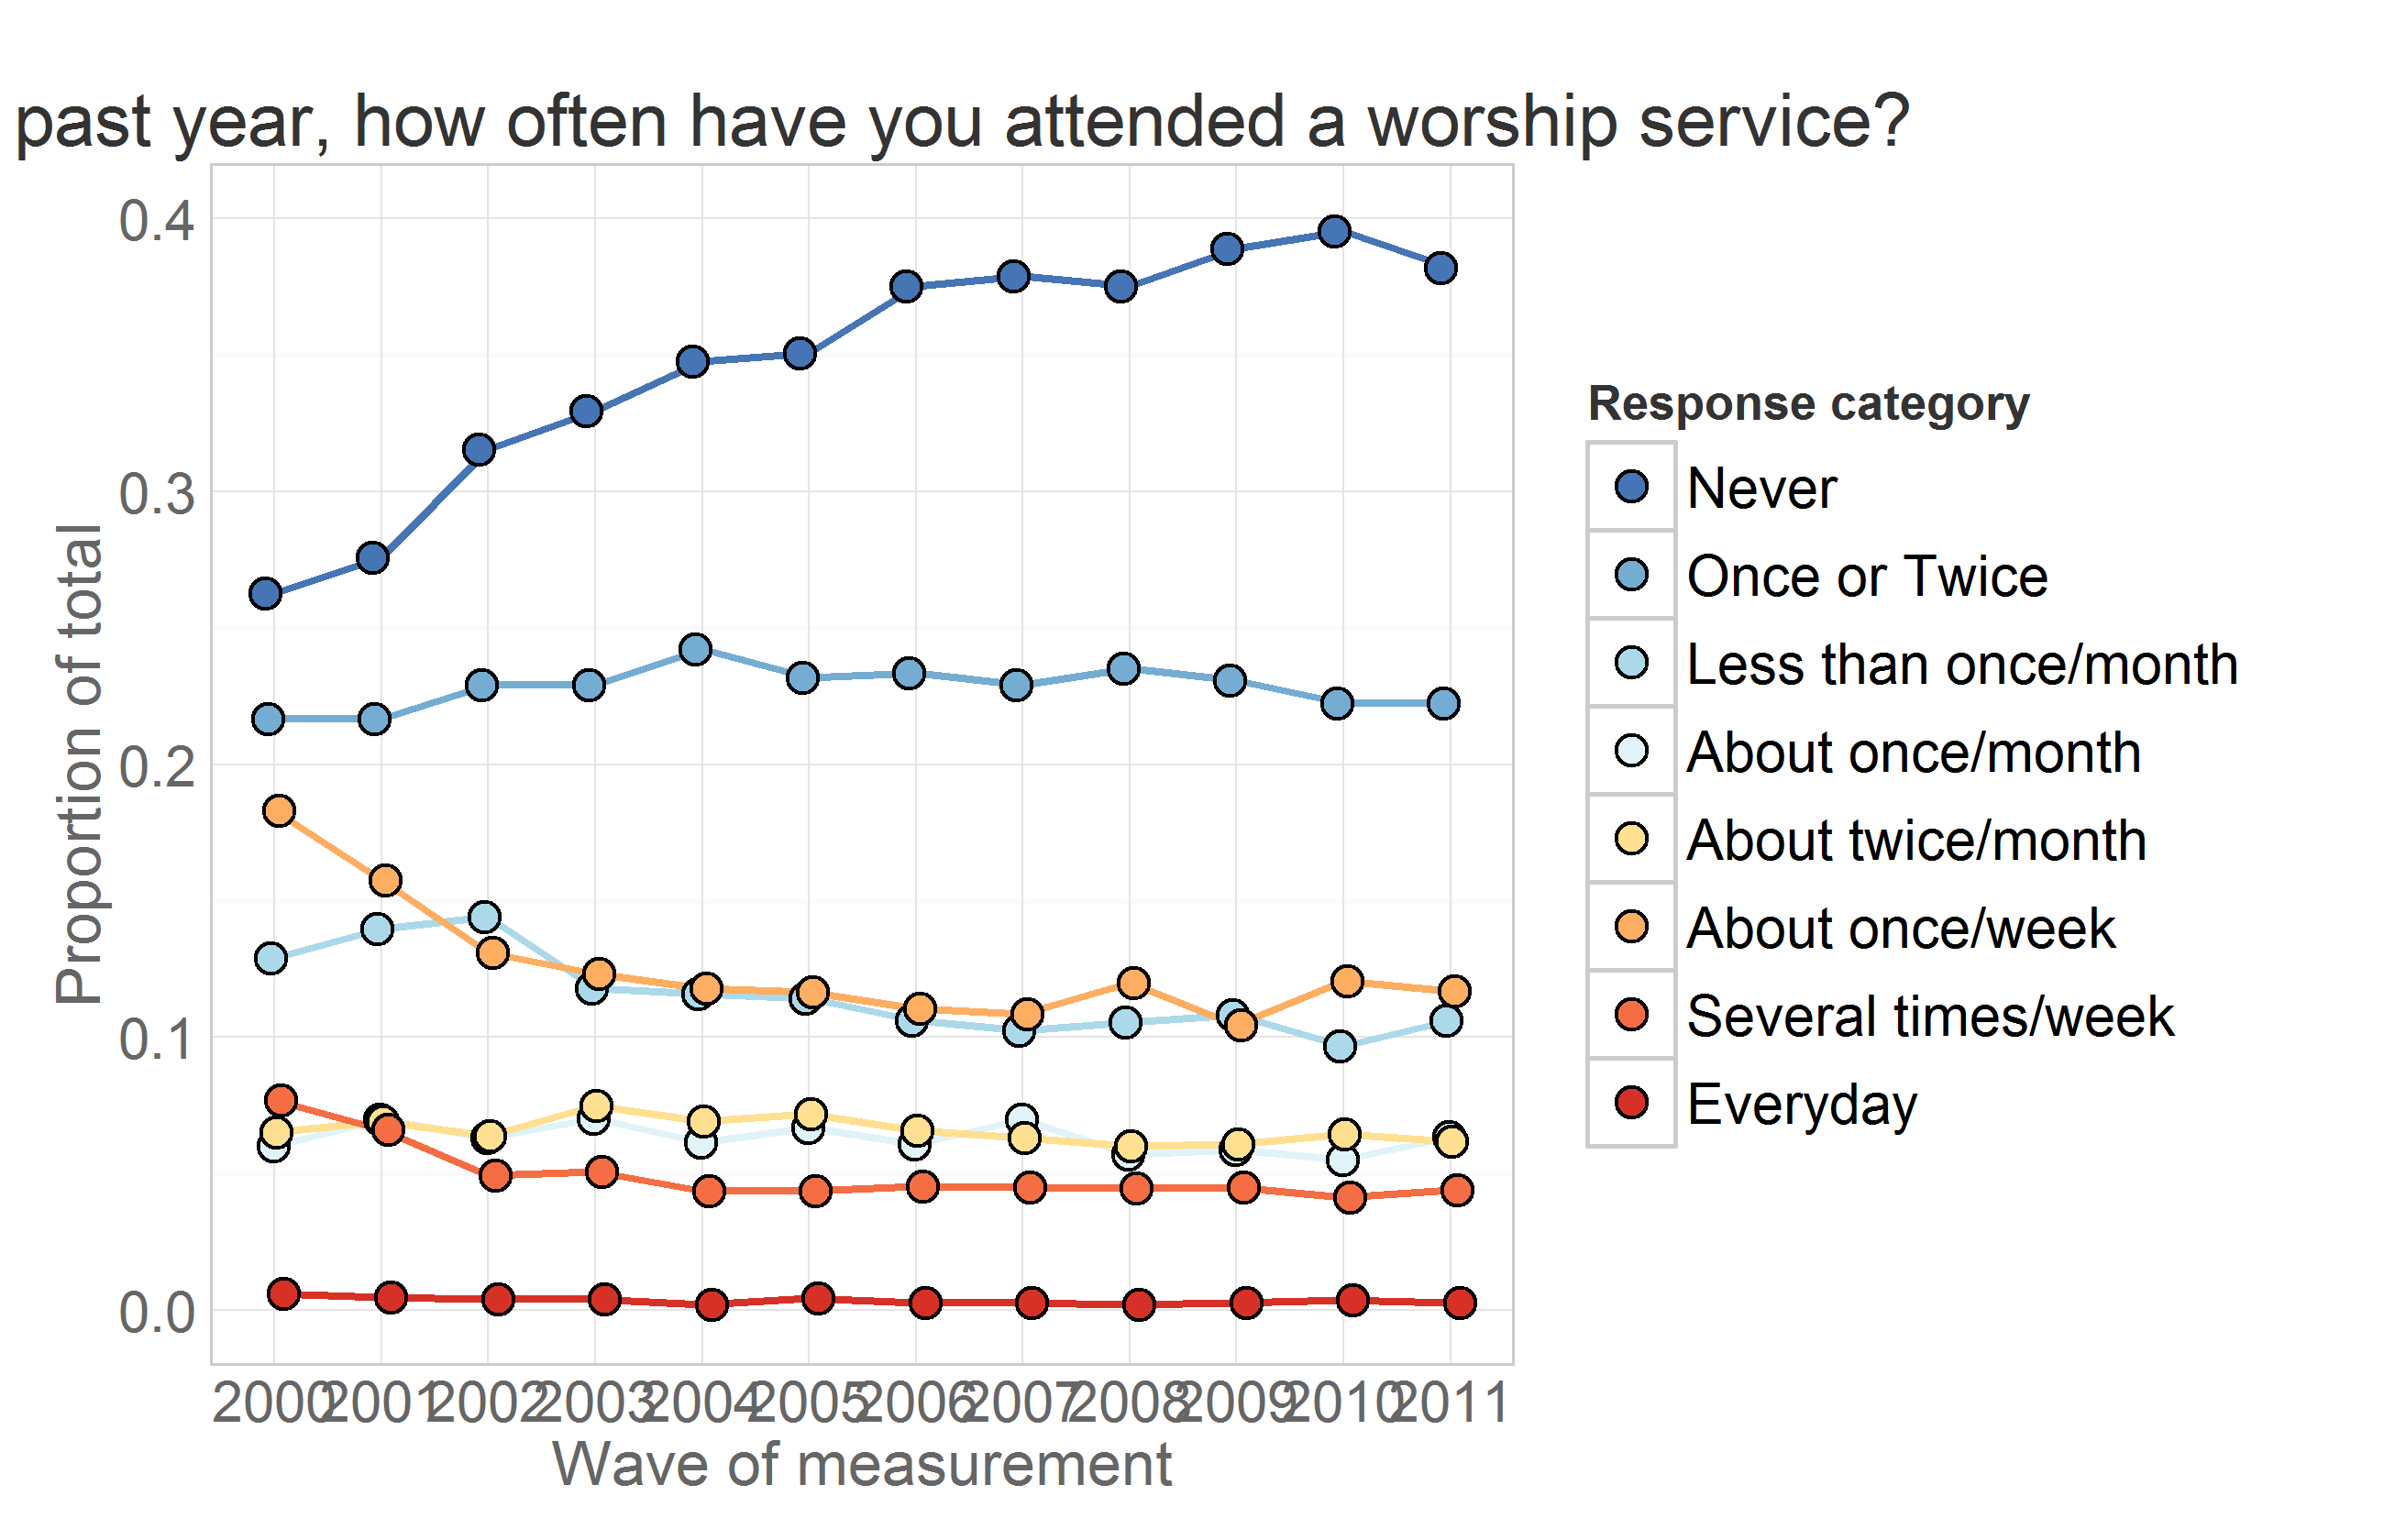 past year, how often have you attended a worship service?
0.4
0.3
0.2
0.1
0.0
Proportion of total
2000 2001 2002 2003 2004 2005 2006 2007 2008 2009 2010 2011
Wave of measurement
Response category
Never
Once or Twice
Less than once/month
About once/month
About twice/month
About once/week
Several times/week
Everyday